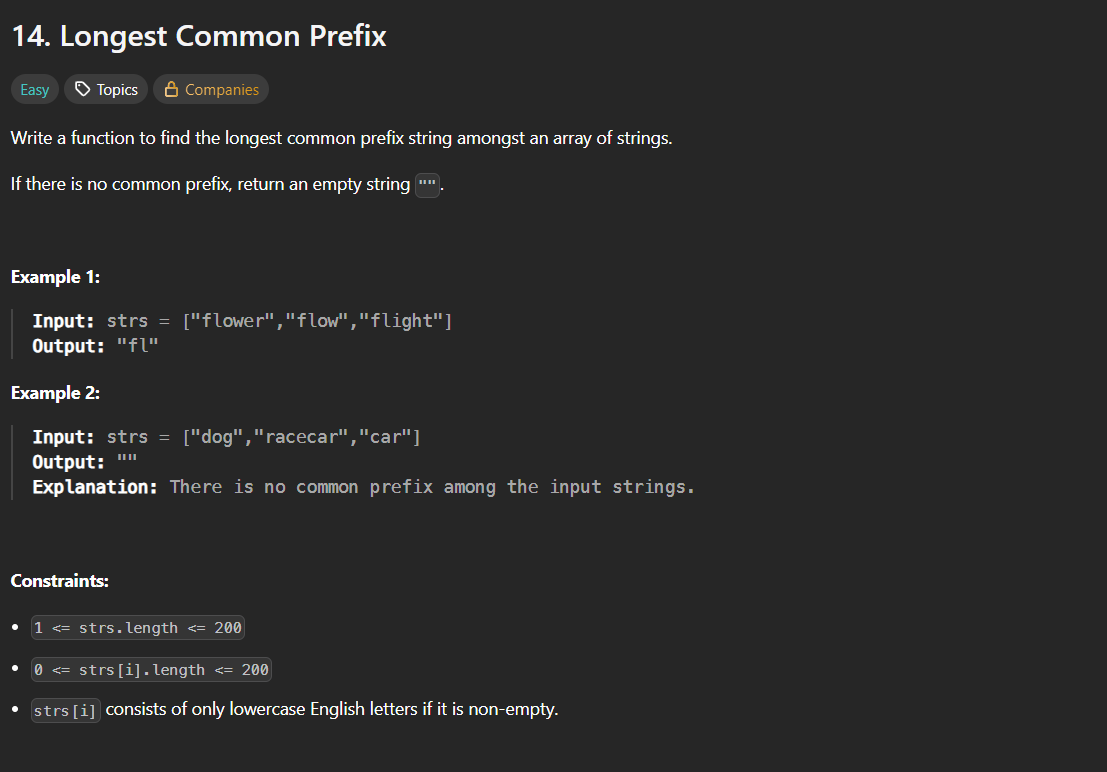 14. Longest Common Prefix
Easy Topics Companies
Write a function to find the longest common prefix string amongst an array of strings.
If there is no common prefix, return an empty string "".
Example 1:
Input: strs = ["flower","flow","flight"]
Output: "fl"
Example 2:
Input: strs = ["dog","racecar","car"]
Output: ""
Explanation: There is no common prefix among the input strings.
Constraints:
1 <= strs.length <= 200
0 <= strs[i].length <= 200
strs[i] consists of only lowercase English letters if it is non-empty.